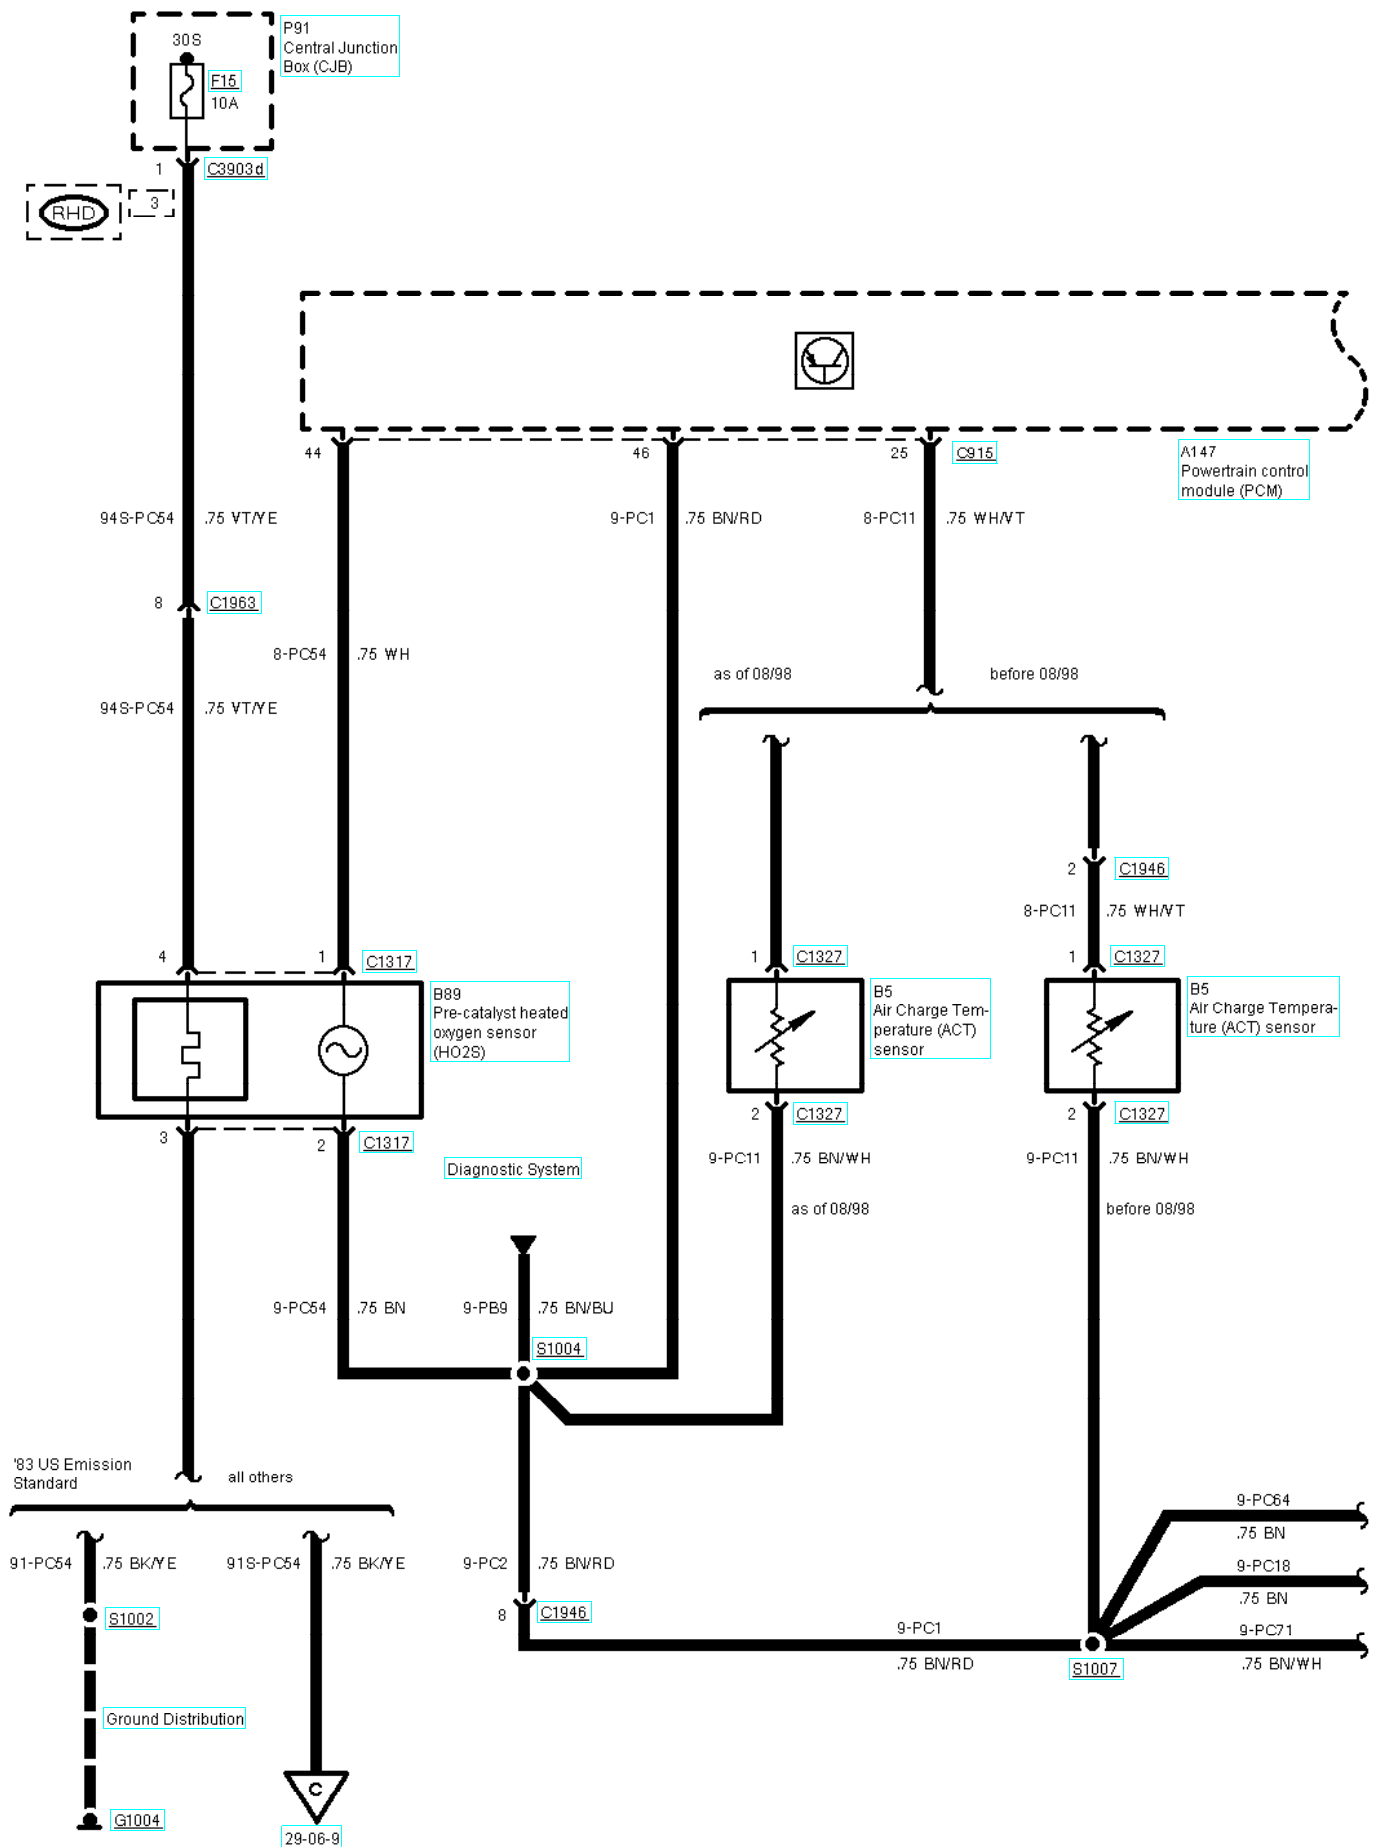 P91
Central Junction
Box (CJB)
30S
F15
10A
1
C3903d
RHD
3
44
46
25
C915
A147
Powertrain control
module (PCM)
94S-PC54
.75 VT/YE
9-PC1
.75 BN/RD
8-PC11
.75 WH/VT
8
C1963
8-PC54
.75 WH
as of 08/98
before 08/98
94S-PC54
.75 VT/YE
2
C1946
8-PC11
.75 WH/VT
4
1
C1317
1
C1327
1
C1327
B89
Pre-catalyst heated
oxygen sensor
(HO2S)
B5
Air Charge Tem-
perature (ACT)
sensor
B5
Air Charge Tempera-
ture (ACT) sensor
3
2
C1317
2
C1327
2
C1327
Diagnostic System
9-PC11
.75 BN/WH
9-PC11
.75 BN/WH
as of 08/98
before 08/98
9-PC54
.75 BN
9-PB9
.75 BN/BU
S1004
'83 US Emission
Standard
all others
9-PC64
.75 BN
91-PC54
.75 BK/YE
91S-PC54
.75 BK/YE
9-PC2
.75 BN/RD
9-PC18
.75 BN
S1002
8
C1946
9-PC1
.75 BN/RD
9-PC71
.75 BN/WH
S1007
Ground Distribution
C
G1004
29-06-9